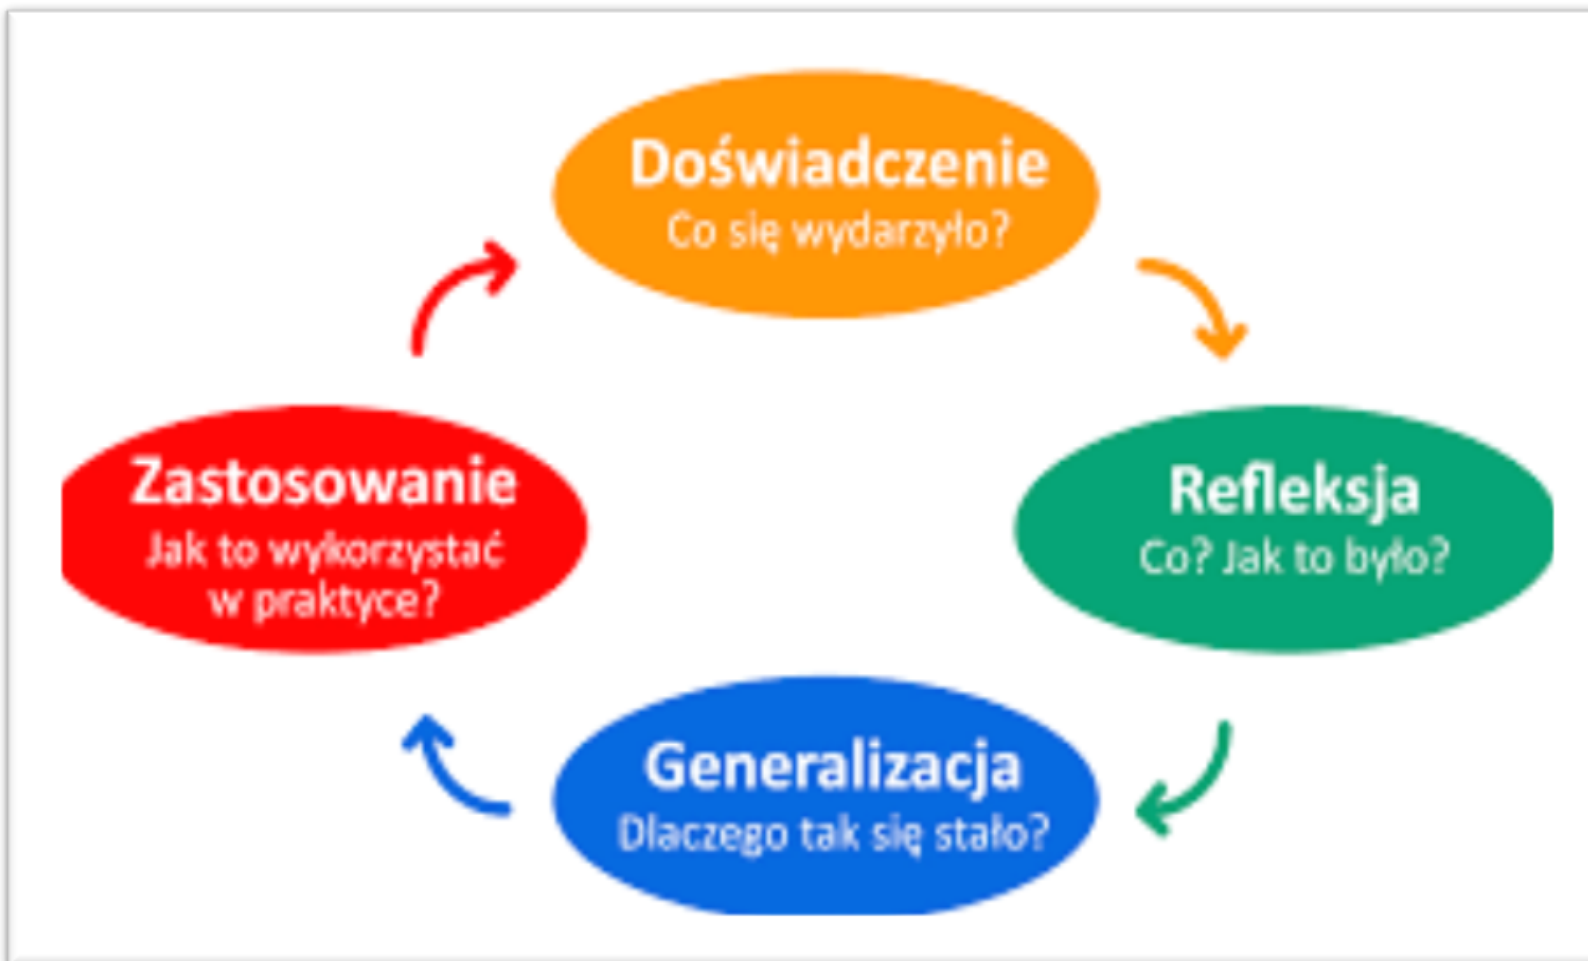 Doświadczenie
Co się wydarzyło?
Zastosowanie
Jak to wykorzystać
w praktyce?
Refleksja
Co? Jak to było?
Generalizacja
Dlaczego tak się stało?